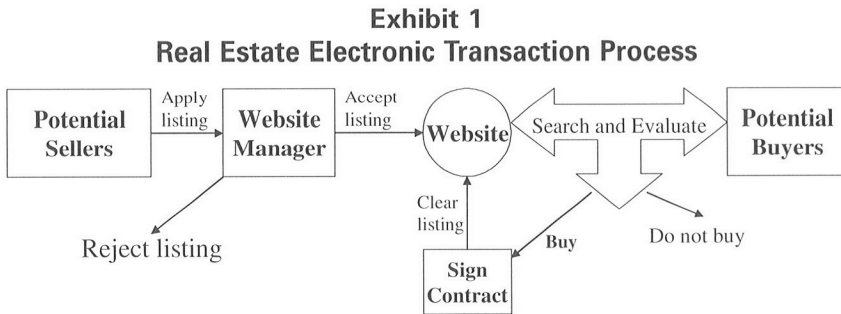 Exhibit 1
Real Estate Electronic Transaction Process
Potential
Sellers
Apply
listing
Website
Manager
Accept
listing
Website
Search and Evaluate
Potential
Buyers
Reject listing
Clear
listing
Buy
Do not buy
Sign
Contract